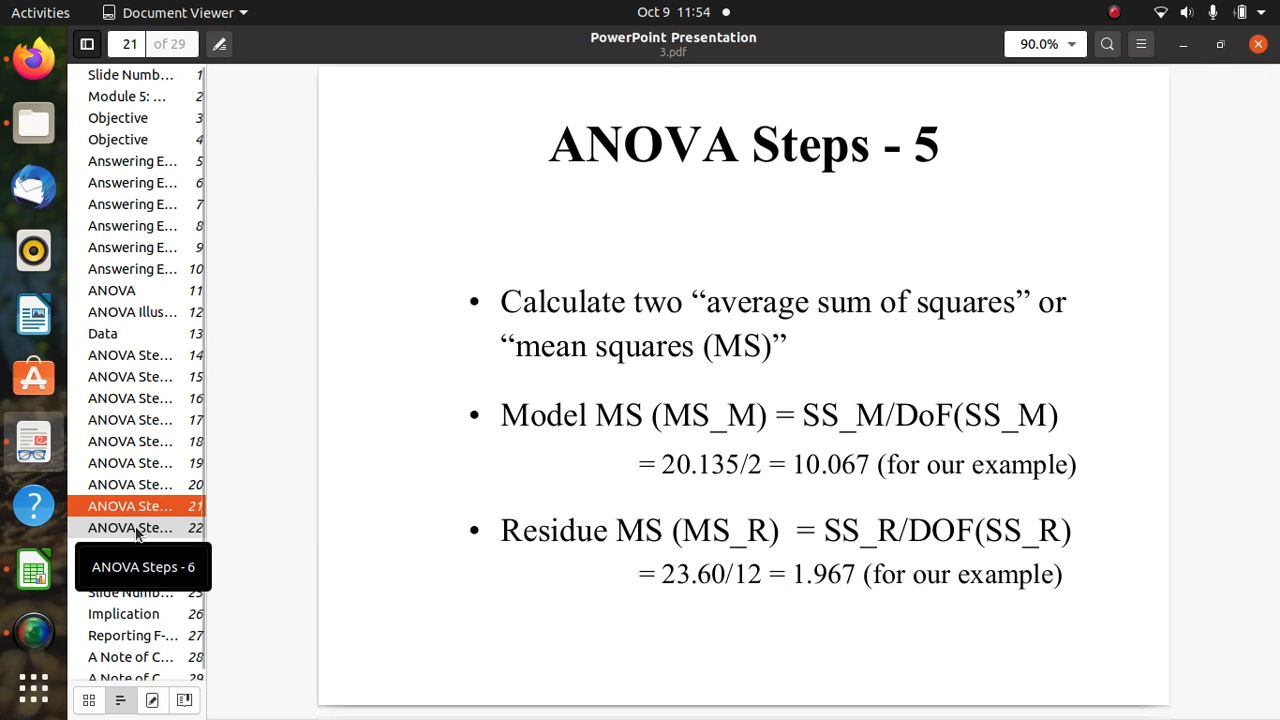 Activities
Document Viewer
Oct 9 11:54
21
of 29
PowerPoint Presentation
3.pdf
90.0%
Slide Numb... 1
Module 5: ... 2
Objective 3
Objective 4
Answering E... 5
Answering E... 6
Answering E... 7
Answering E... 8
Answering E... 9
Answering E... 10
ANOVA 11
ANOVA Illus... 12
Data 13
ANOVA Ste... 14
ANOVA Ste... 15
ANOVA Ste... 16
ANOVA Ste... 17
ANOVA Ste... 18
ANOVA Ste... 19
ANOVA Ste... 20
ANOVA Ste... 21
ANOVA Ste... 22
ANOVA Steps - 6
Slide Numb... 25
Implication 26
Reporting F-... 27
A Note of C... 28
A Note of C... 29
ANOVA Steps - 5
• Calculate two “average sum of squares” or
“mean squares (MS)”
• Model MS (MS_M) = SS_M/DoF(SS_M)
= 20.135/2 = 10.067 (for our example)
• Residue MS (MS_R) = SS_R/DOF(SS_R)
= 23.60/12 = 1.967 (for our example)